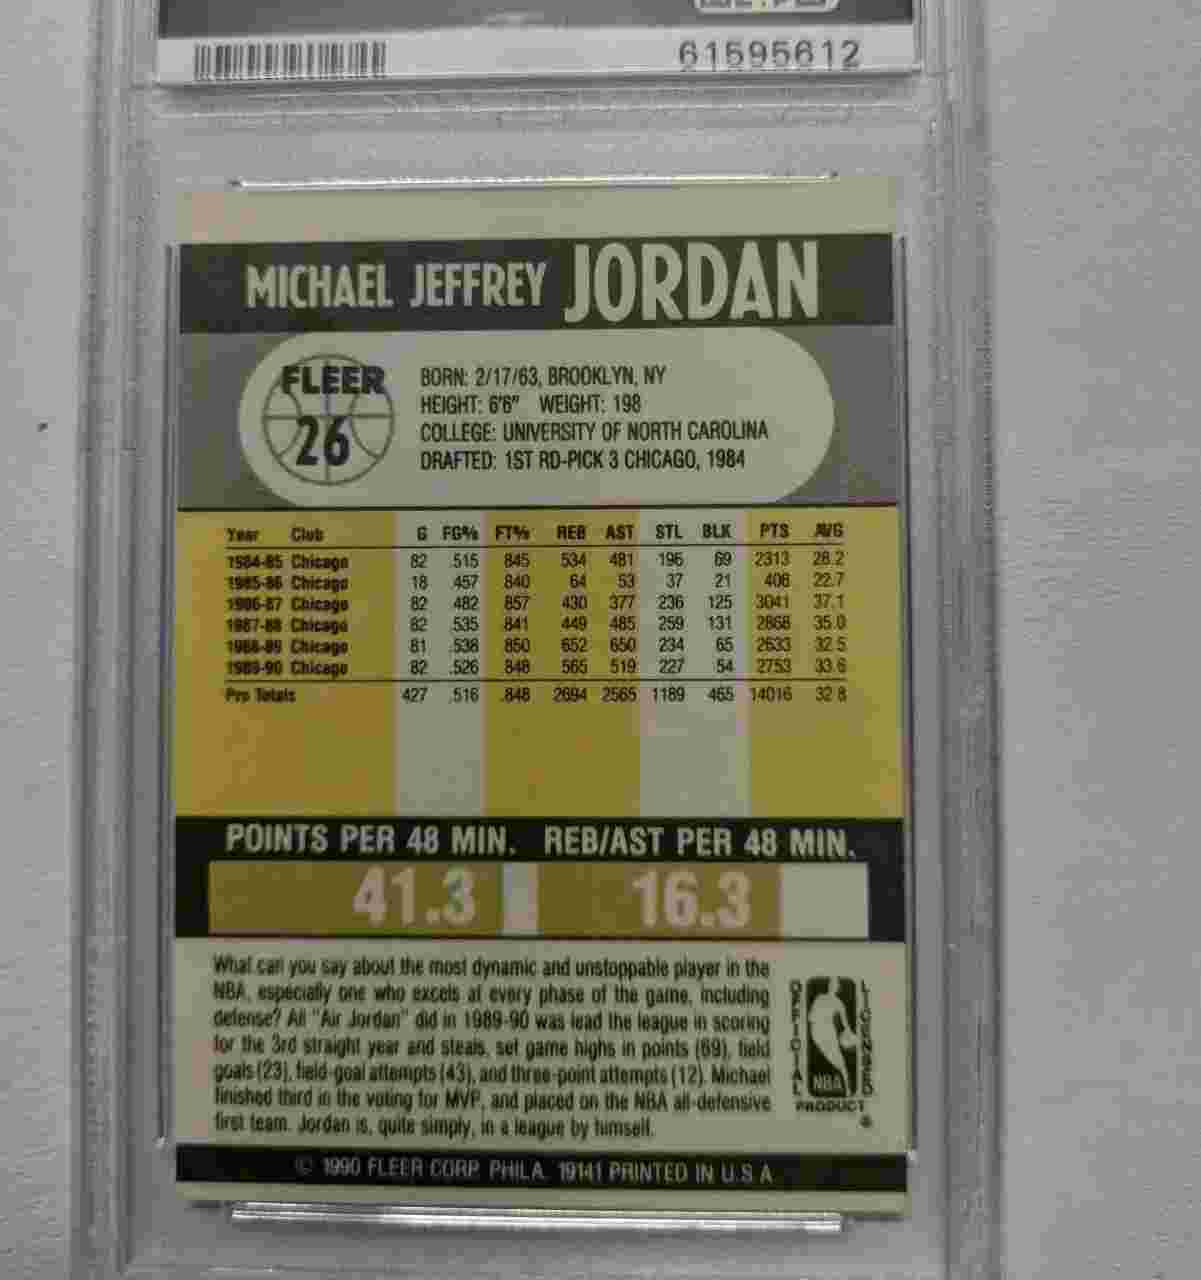 61595612
MICHAEL JEFFREY JORDAN
FLEER
26
BORN: 2/17/63, BROOKLYN, NY
HEIGHT: 6'6" WEIGHT: 198
COLLEGE: UNIVERSITY OF NORTH CAROLINA
DRAFTED: 1ST RD-PICK 3 CHICAGO, 1984
Year Club G FG% FT% REB AST STL BLK PTS AVG
1984-85 Chicago 82 .515 .845 534 481 196 69 2313 28.2
1985-86 Chicago 18 .457 .840 64 53 37 21 408 22.7
1986-87 Chicago 82 .482 .857 430 377 236 125 3041 37.1
1987-88 Chicago 82 .535 .841 449 485 259 131 2868 35.0
1988-89 Chicago 81 .538 .850 652 650 234 65 2633 32.5
1989-90 Chicago 82 .526 .848 565 519 227 54 2753 33.6
Pro Totals 427 .516 .848 2694 2565 1189 465 14016 32.8
POINTS PER 48 MIN. REB/AST PER 48 MIN.
41.3 16.3
What can you say about the most dynamic and unstoppable player in the
NBA, especially one who excels at every phase of the game, including
defense? All "Air Jordan" did in 1989-90 was lead the league in scoring
for the 3rd straight year and steals, set game highs in points (69), field
goals (23), field-goal attempts (43), and three-point attempts (12). Michael
finished third in the voting for MVP, and placed on the NBA all-defensive
first team. Jordan is, quite simply, in a league by himself.
OFFICIAL LICENSED
NBA
PRODUCT
®
© 1990 FLEER CORP. PHILA. 19141 PRINTED IN U.S.A.